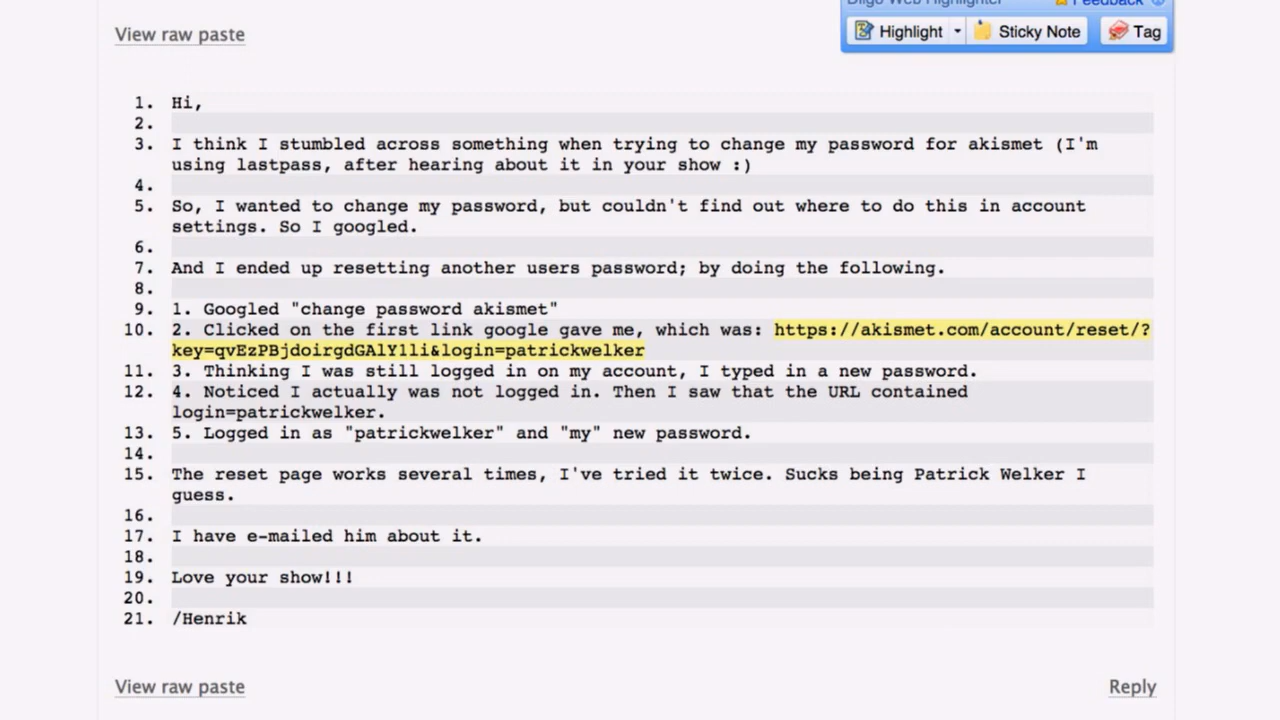 Diigo Web Highlighter Feedback
View raw paste
Highlight Sticky Note Tag
1. Hi,
2.
3. I think I stumbled across something when trying to change my password for akismet (I'm
using lastpass, after hearing about it in your show :)
4.
5. So, I wanted to change my password, but couldn't find out where to do this in account
settings. So I googled.
6.
7. And I ended up resetting another users password; by doing the following.
8.
9. 1. Googled "change password akismet"
10. 2. Clicked on the first link google gave me, which was: https://akismet.com/account/reset/?
key=qvEzPBjdoirgdGAlY1li&login=patrickwelker
11. 3. Thinking I was still logged in on my account, I typed in a new password.
12. 4. Noticed I actually was not logged in. Then I saw that the URL contained
login=patrickwelker.
13. 5. Logged in as "patrickwelker" and "my" new password.
14.
15. The reset page works several times, I've tried it twice. Sucks being Patrick Welker I
guess.
16.
17. I have e-mailed him about it.
18.
19. Love your show!!!
20.
21. /Henrik
View raw paste
Reply